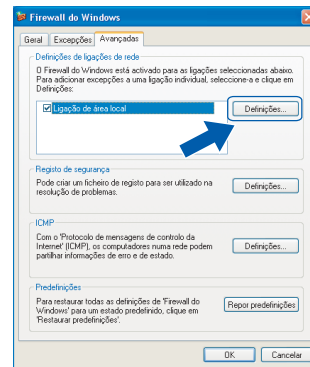 Firewall do Windows
Geral Excepções Avançadas
Definições de ligações de rede
O Firewall do Windows está activado para as ligações seleccionadas abaixo.
Para adicionar excepções a uma ligação individual, seleccione-a e clique em
Definições:
Ligação de área local
Definições...
Registo de segurança
Pode criar um ficheiro de registo para ser utilizado na
resolução de problemas.
Definições...
ICMP
Com o 'Protocolo de mensagens de controlo da
Internet' (ICMP), os computadores numa rede podem
partilhar informações de erro e de estado.
Definições...
Predefinições
Para restaurar todas as definições de 'Firewall do
Windows' para um estado predefinido, clique em
'Restaurar predefinições'.
Repor predefinições
OK Cancelar